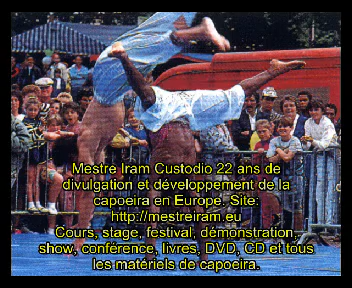 Mestre Iram Custodio 22 ans de
divulgation et développement de la
capoeira en Europe. Site:
http://mestreiram.eu
Cours, stage, festival, démonstration,
show, conférence, livres, DVD, CD et tous
les matériels de capoeira.